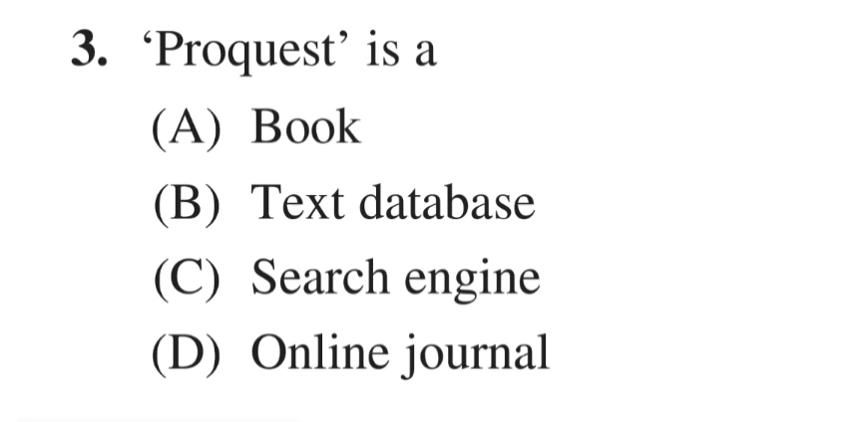 3. ‘Proquest’ is a
(A) Book
(B) Text database
(C) Search engine
(D) Online journal